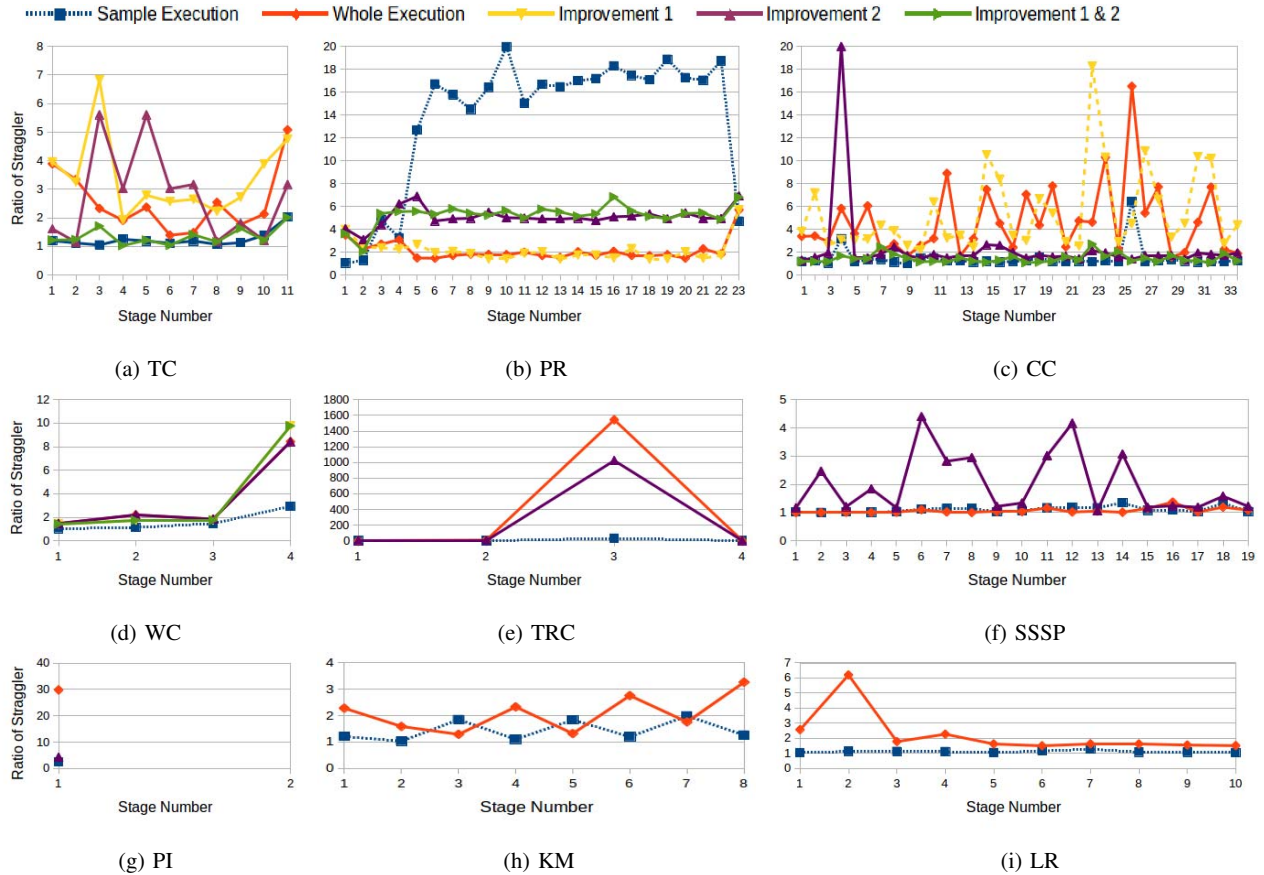 Sample Execution Whole Execution Improvement 1 Improvement 2 Improvement 1 & 2
Ratio of Straggler
8
7
6
5
4
3
2
1
0
1 2 3 4 5 6 7 8 9 10 11
Stage Number
(a) TC
20
18
16
14
12
10
8
6
4
2
0
1 2 3 4 5 6 7 8 9 10 11 12 13 14 15 16 17 18 19 20 21 22 23
Stage Number
(b) PR
20
18
16
14
12
10
8
6
4
2
0
1 3 5 7 9 11 13 15 17 19 21 23 25 27 29 31 33
Stage Number
(c) CC
Ratio of Straggler
12
10
8
6
4
2
0
1 2 3 4
Stage Number
(d) WC
1800
1600
1400
1200
1000
800
600
400
200
0
1 2 3 4
Stage Number
(e) TRC
5
4
3
2
1
0
1 2 3 4 5 6 7 8 9 10 11 12 13 14 15 16 17 18 19
Stage Number
(f) SSSP
Ratio of Straggler
40
30
20
10
0
1 2
Stage Number
(g) PI
4
3
2
1
0
1 2 3 4 5 6 7 8
Stage Number
(h) KM
7
6
5
4
3
2
1
0
1 2 3 4 5 6 7 8 9 10
Stage Number
(i) LR